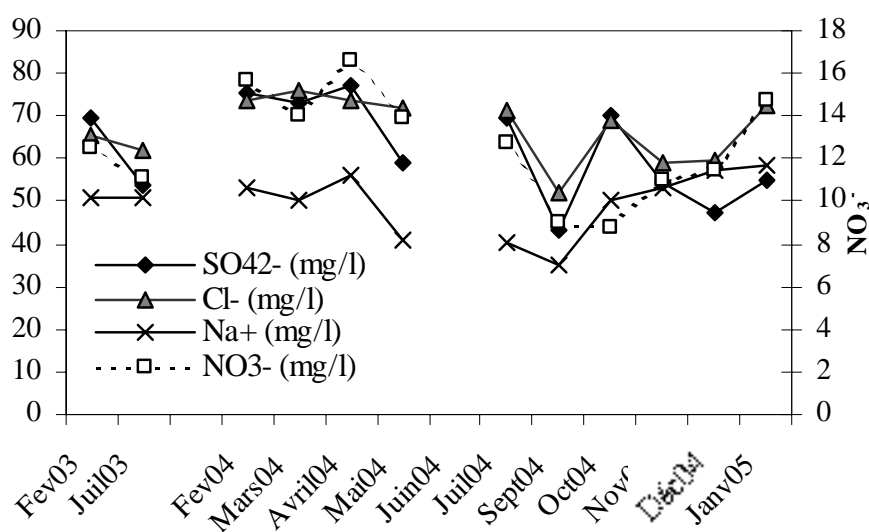 90
80
70
60
50
40
30
20
10
0
18
16
14
12
10
8
6
4
2
0
NO3-
SO42- (mg/l)
Cl- (mg/l)
Na+ (mg/l)
NO3- (mg/l)
Fev03
Juil03
Fev04
Mars04
Avril04
Mai04
Juin04
Juil04
Sept04
Oct04
Déc04
Janv05